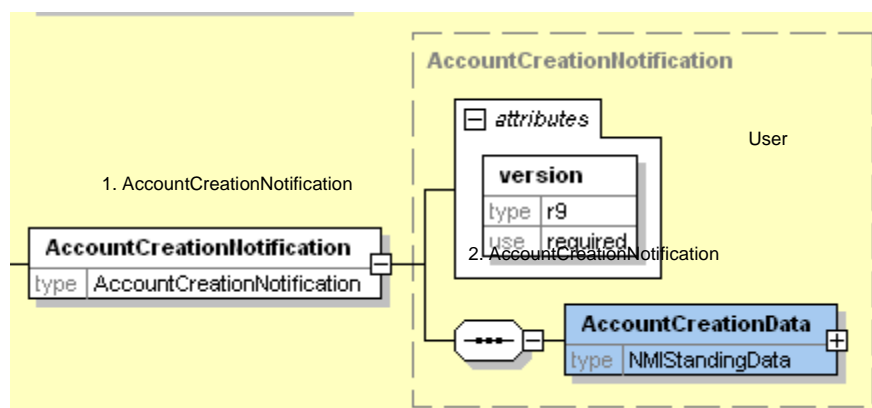 AccountCreationNotification
attributes
User
version
1. AccountCreationNotification
type r9
use required
AccountCreationNotification
2. AccountCreationNotification
type AccountCreationNotification
AccountCreationData
type NMIStandingData